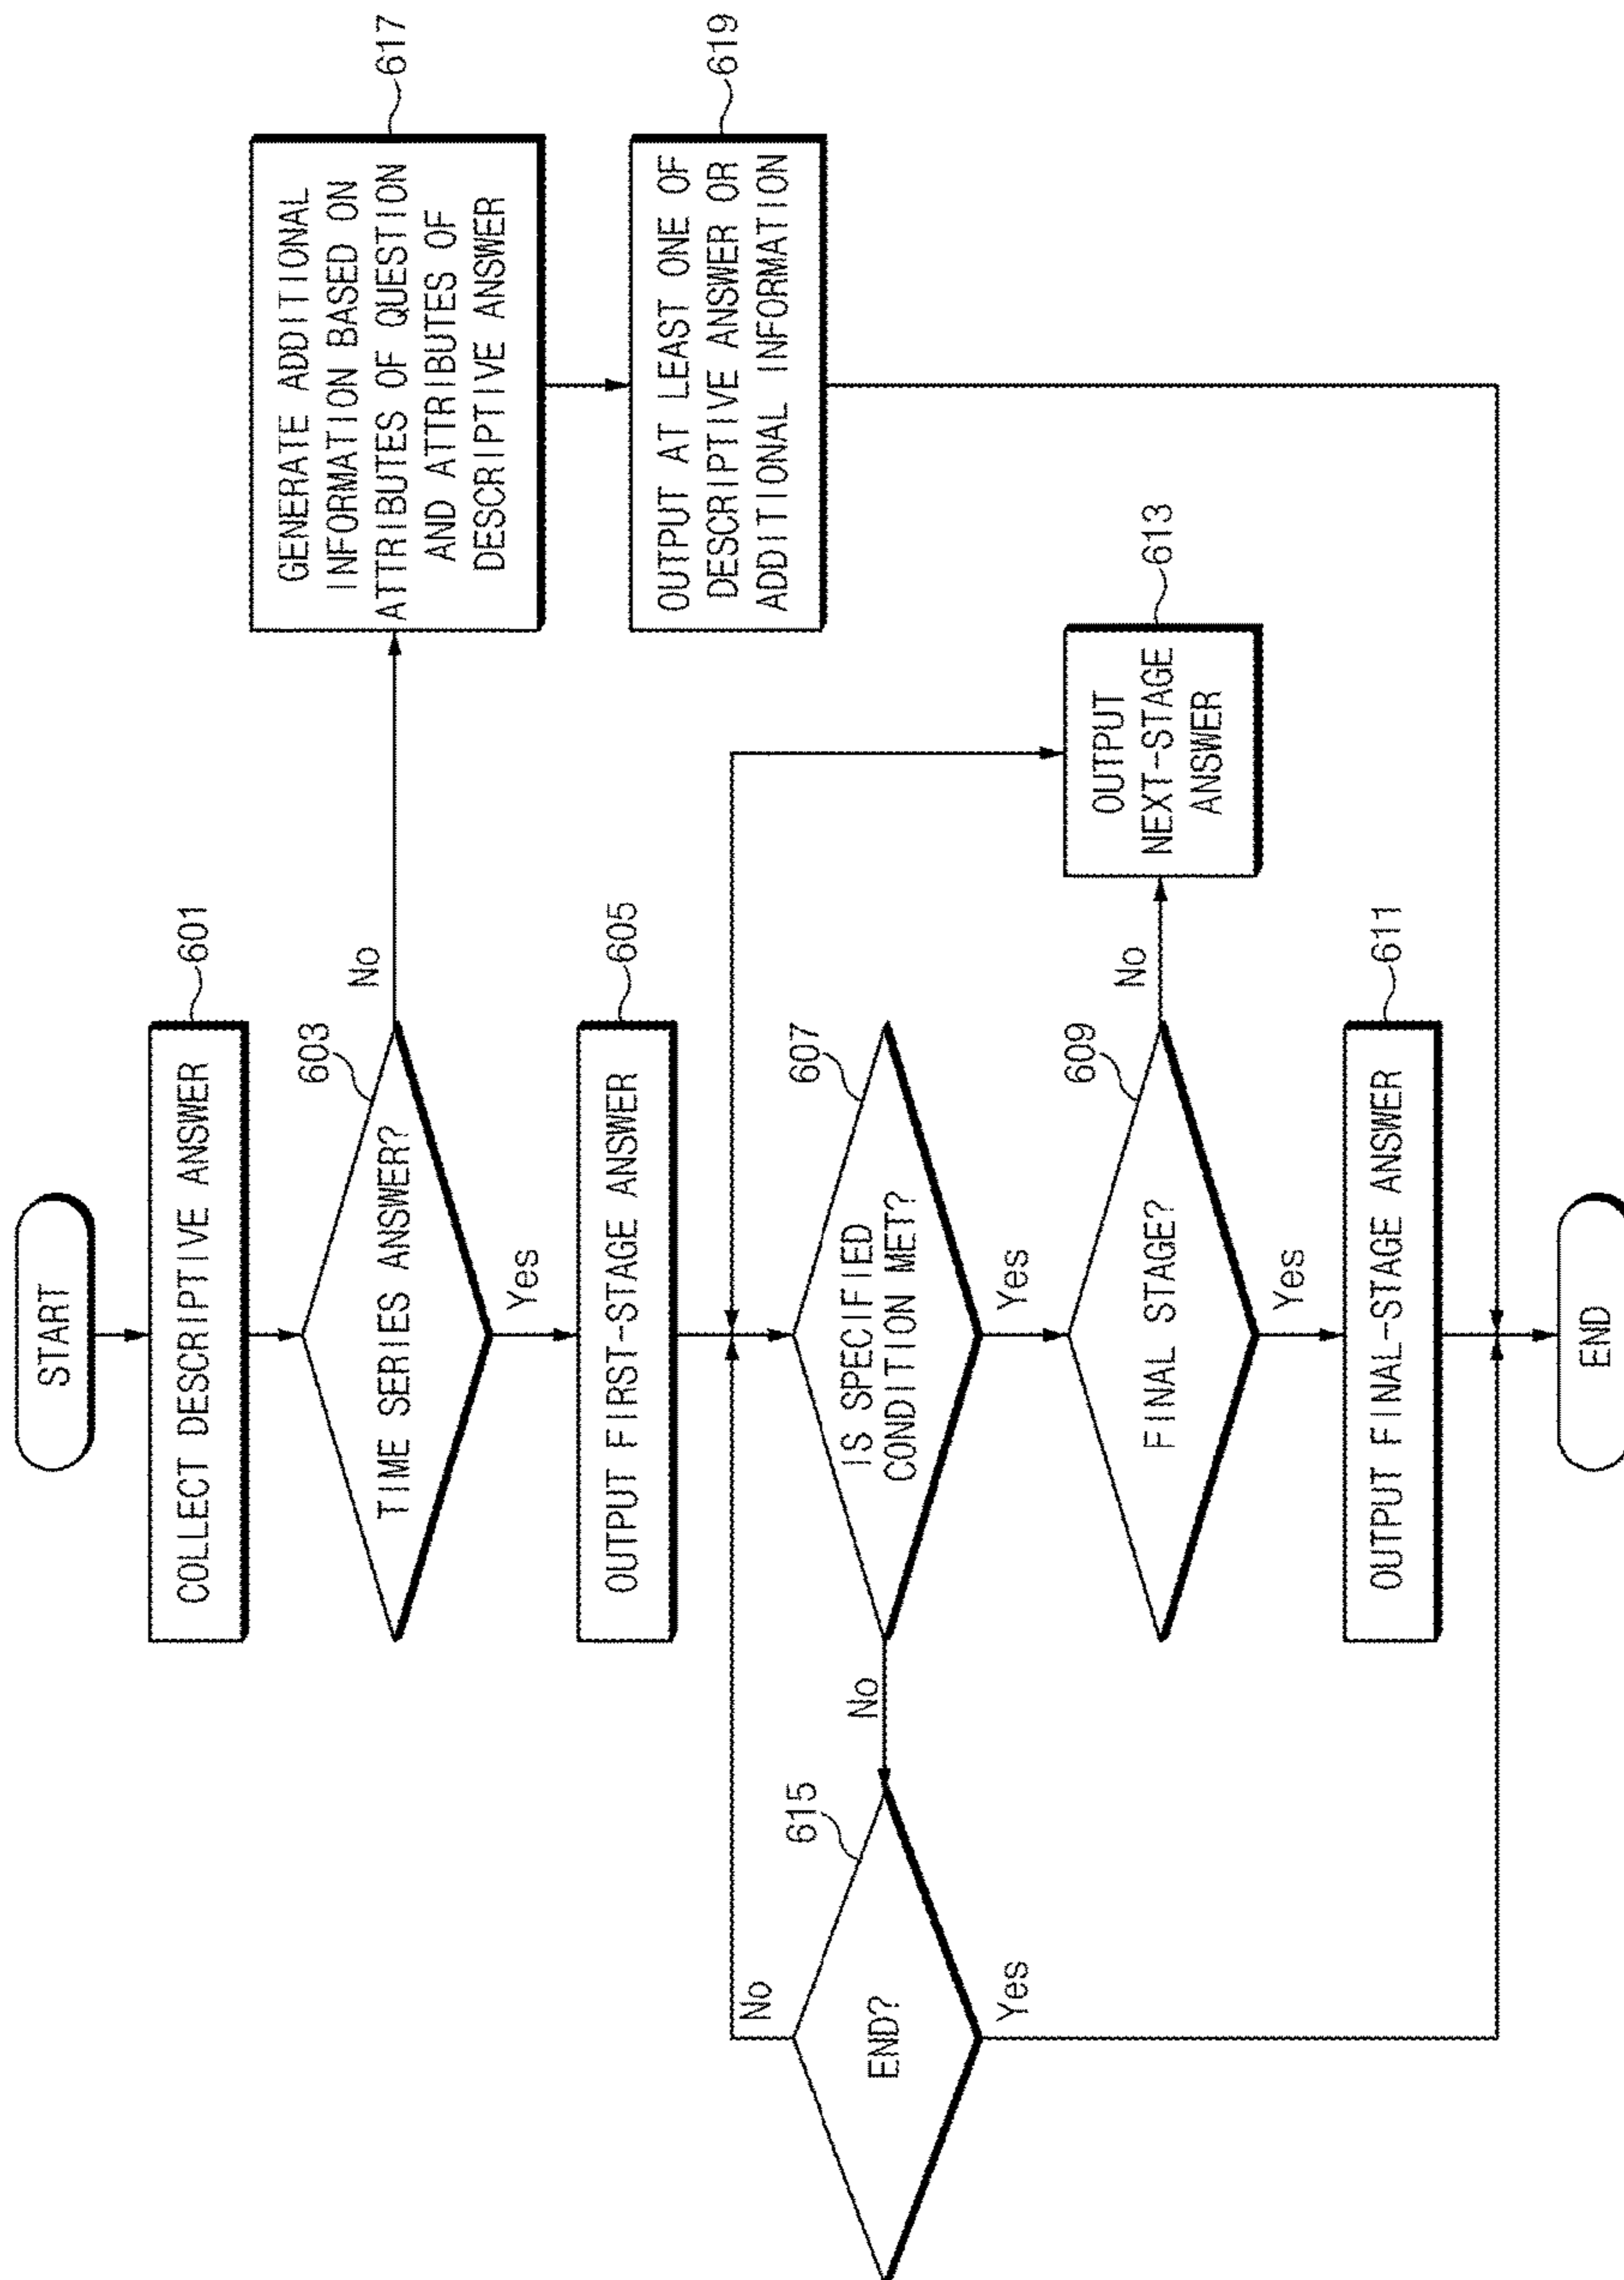 START
COLLECT DESCRIPTIVE ANSWER
601
TIME SERIES ANSWER?
603
No
Yes
GENERATE ADDITIONAL
INFORMATION BASED ON
ATTRIBUTES OF QUESTION
AND ATTRIBUTES OF
DESCRIPTIVE ANSWER
617
OUTPUT FIRST-STAGE ANSWER
605
OUTPUT AT LEAST ONE OF
DESCRIPTIVE ANSWER OR
ADDITIONAL INFORMATION
619
IS SPECIFIED
CONDITION MET?
607
No
Yes
END?
615
No
Yes
FINAL STAGE?
609
No
Yes
OUTPUT
NEXT-STAGE
ANSWER
613
OUTPUT FINAL-STAGE ANSWER
611
END